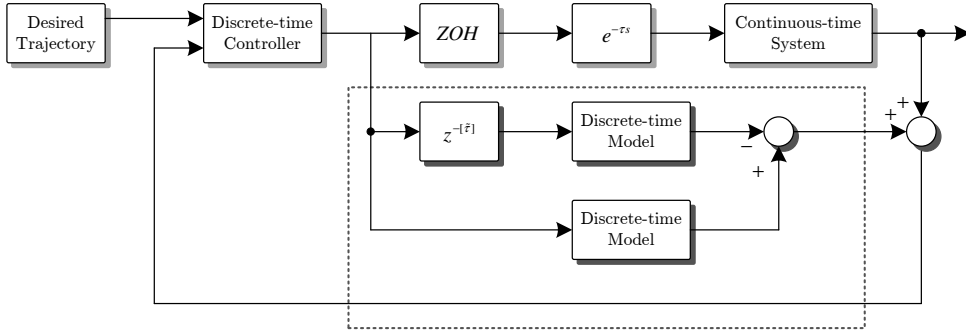 Desired
Trajectory
Discrete-time
Controller
ZOH
e^{-τs}
Continuous-time
System
z^{-[τ̃]}
Discrete-time
Model
−
+
+
+
Discrete-time
Model